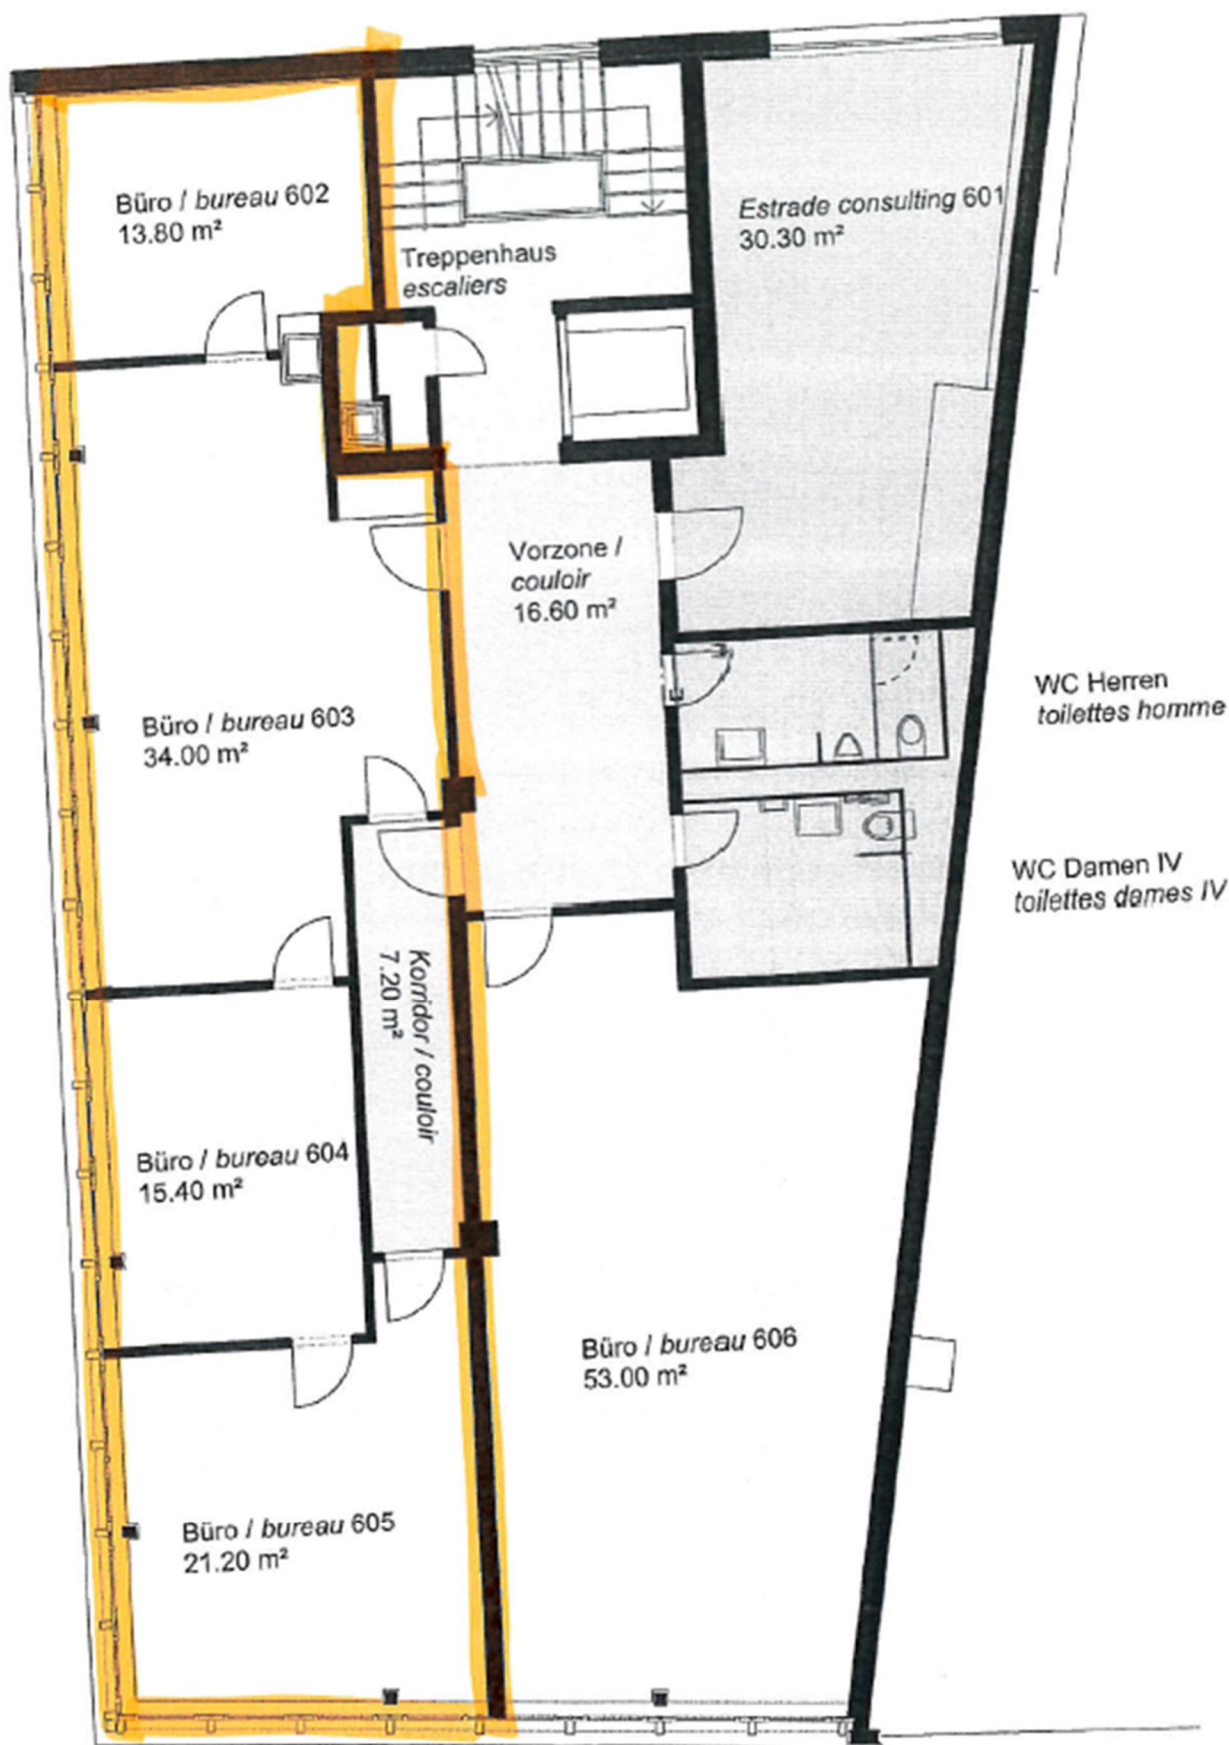 Büro / bureau 602
13.80 m²
Estrade consulting 601
30.30 m²
Treppenhaus
escaliers
Vorzone /
couloir
16.60 m²
WC Herren
toilettes homme
Büro / bureau 603
34.00 m²
WC Damen IV
toilettes dames IV
Korridor / couloir
7.20 m²
Büro / bureau 604
15.40 m²
Büro / bureau 606
53.00 m²
Büro / bureau 605
21.20 m²